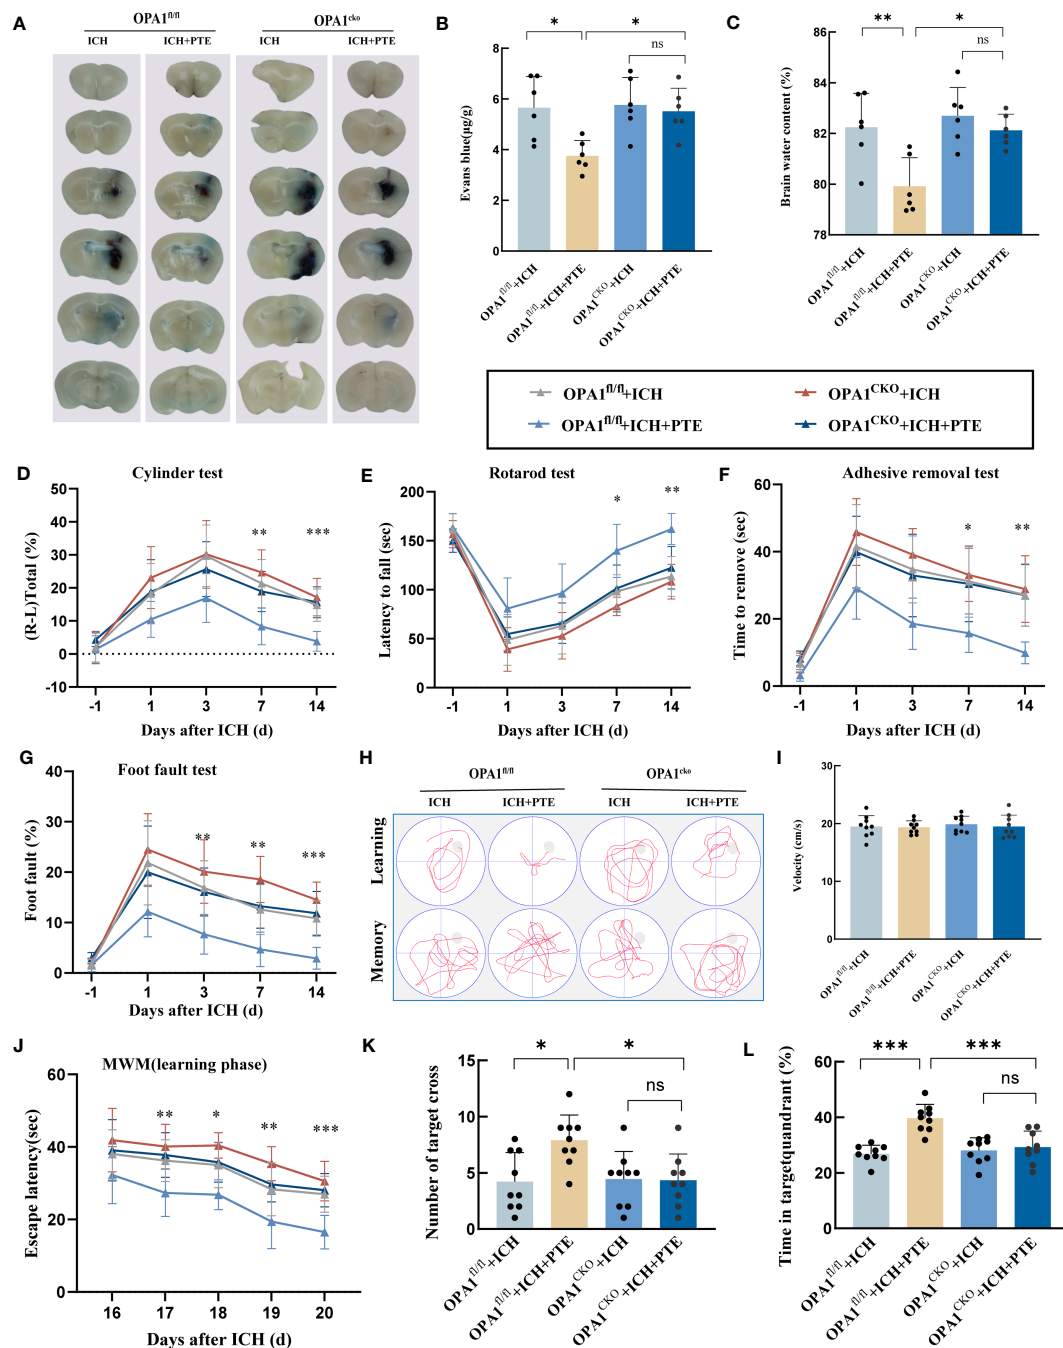 A
OPA1fl/fl
OPA1cko
ICH
ICH+PTE
ICH
ICH+PTE
B
Evans blue(μg/g)
8
6
4
2
0
*
*
ns
OPA1fl/fl+ICH
OPA1fl/fl+ICH+PTE
OPA1CKO+ICH
OPA1CKO+ICH+PTE
C
Brain water content (%)
86
84
82
80
78
**
*
ns
OPA1fl/fl+ICH
OPA1fl/fl+ICH+PTE
OPA1CKO+ICH
OPA1CKO+ICH+PTE
OPA1fl/fl+ICH
OPA1CKO+ICH
OPA1fl/fl+ICH+PTE
OPA1CKO+ICH+PTE
D
Cylinder test
(R-L)Total (%)
50
40
30
20
10
0
-10
**
***
-1
1
3
7
14
Days after ICH (d)
E
Rotarod test
Latency to fall (sec)
200
150
100
50
0
*
**
-1
1
3
7
14
Days after ICH (d)
F
Adhesive removal test
Time to remove (sec)
60
40
20
0
*
**
-1
1
3
7
14
Days after ICH (d)
G
Foot fault test
Foot fault (%)
40
30
20
10
0
**
**
***
-1
1
3
7
14
Days after ICH (d)
H
OPA1fl/fl
OPA1cko
ICH
ICH+PTE
ICH
ICH+PTE
Learning
Memory
I
Velocity (cm/s)
30
20
10
0
OPA1fl/fl+ICH
OPA1fl/fl+ICH+PTE
OPA1CKO+ICH
OPA1CKO+ICH+PTE
J
MWM(learning phase)
Escape latency(sec)
60
40
20
0
**
*
**
***
16
17
18
19
20
Days after ICH (d)
K
Number of target cross
15
10
5
0
*
*
ns
OPA1fl/fl+ICH
OPA1fl/fl+ICH+PTE
OPA1CKO+ICH
OPA1CKO+ICH+PTE
L
Time in targetquandrant (%)
60
40
20
0
***
***
ns
OPA1fl/fl+ICH
OPA1fl/fl+ICH+PTE
OPA1CKO+ICH
OPA1CKO+ICH+PTE